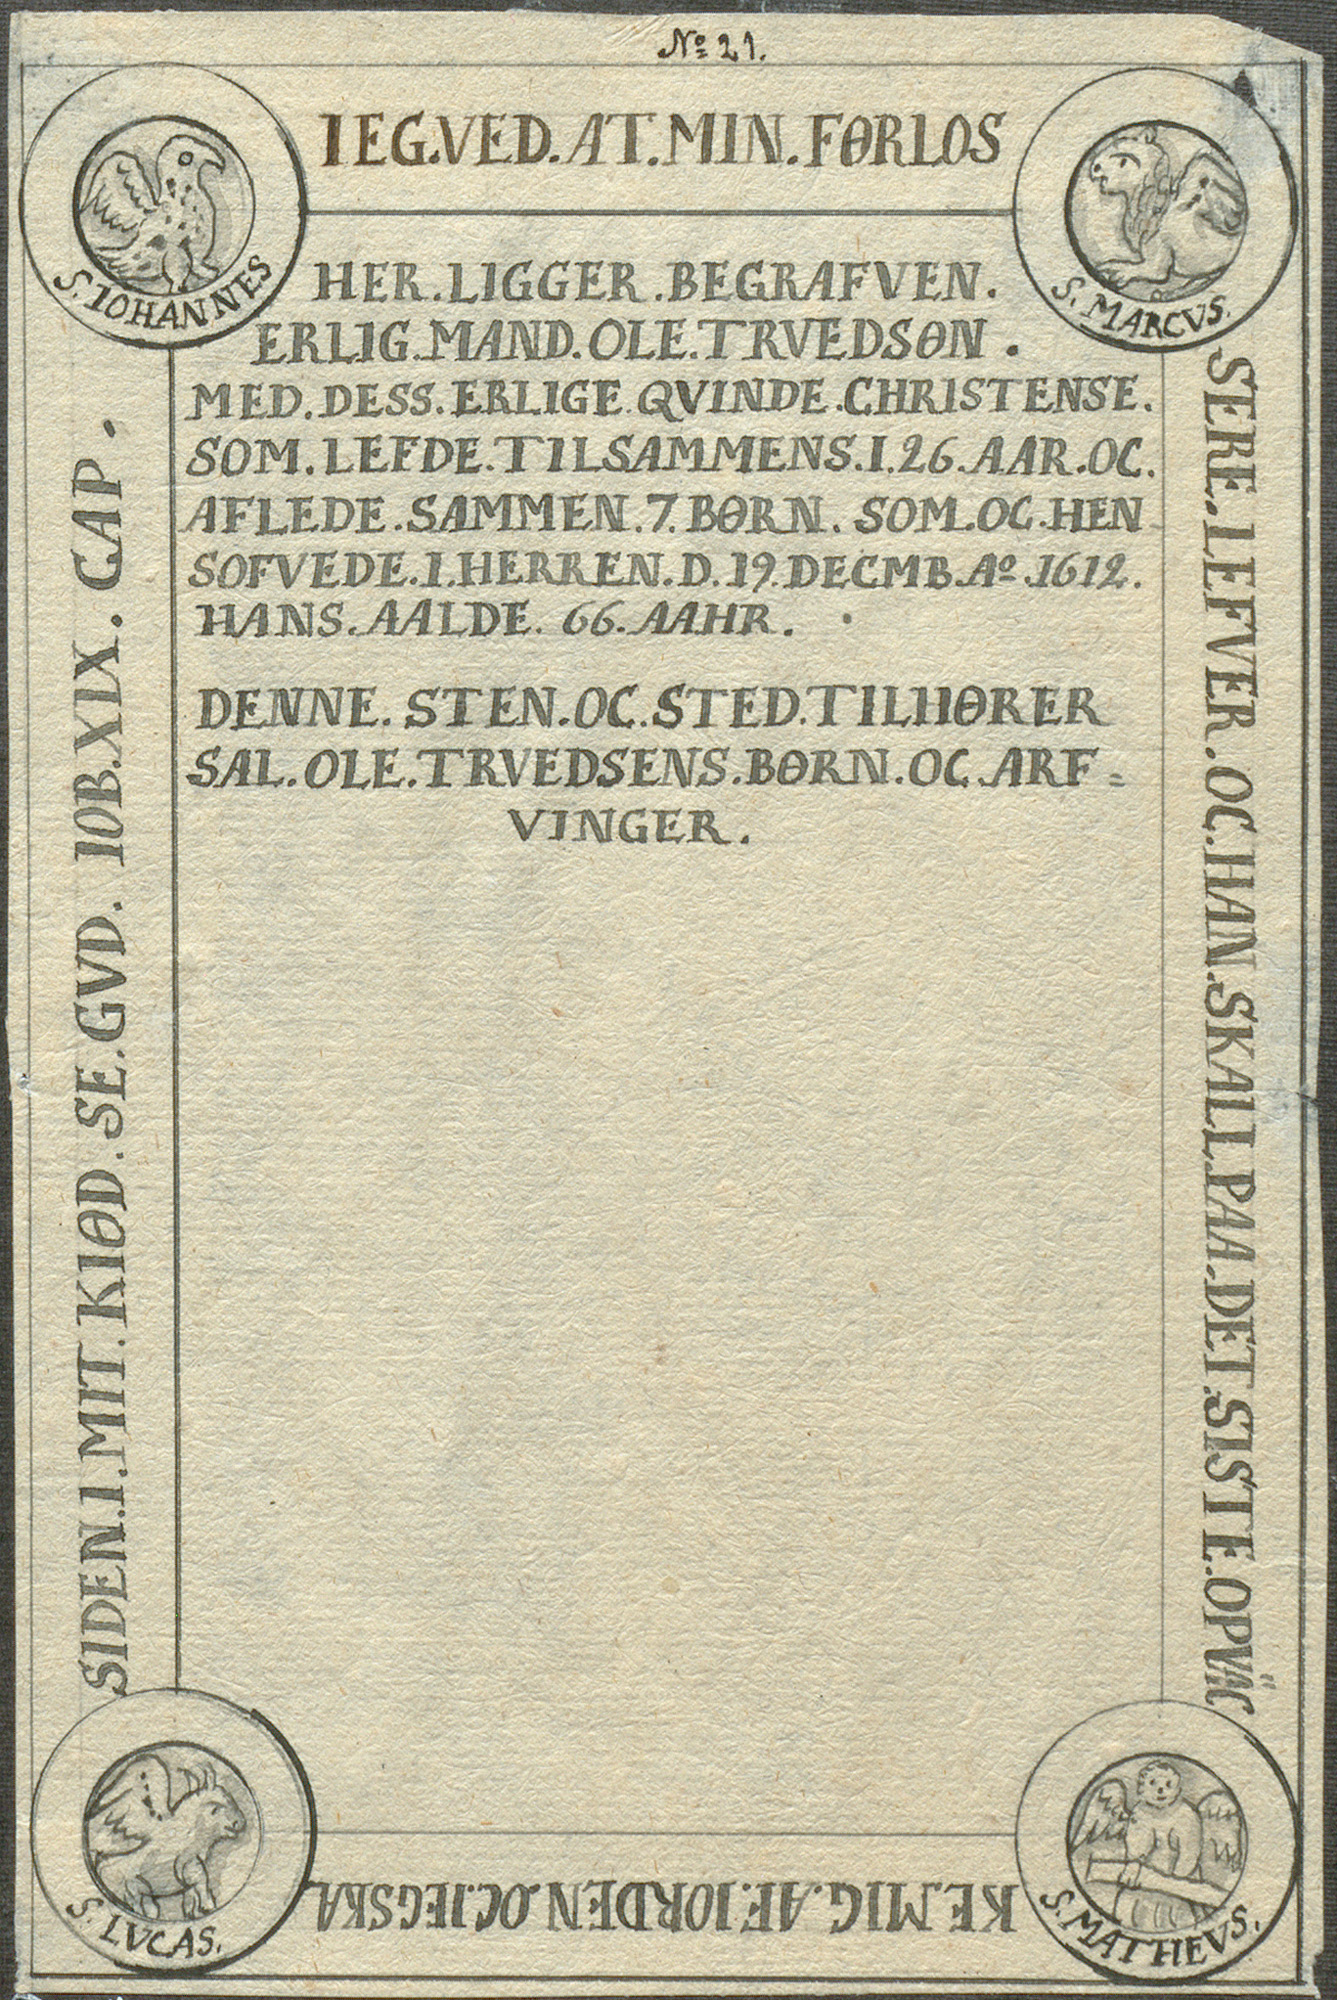 No 21.
IEG.VED.AT.MIN.FØRLOS
S. IOHANNES
S. MARCVS.
HER.LIGGER.BEGRAFVEN.
ERLIG.MAND.OLE.TRVEDSØN.
MED.DESS.ERLIGE.QVINDE.CHRISTENSE.
SOM.LEFDE.TILSAMMENS.I.26.AAR.OC.
AFLEDE.SAMMEN.7.BØRN. SOM.OC.HEN
SOFVEDE.I.HERREN.D.19.DECMB.Ao.1612.
HANS.AALDE. 66.AAHR.
DENNE.STEN.OC.STED.TILHØRER
SAL.OLE.TRVEDSENS.BØRN.OC.ARF=
VINGER.
SERE.LEFVER.OC.HAN.SKALL.PAA.DET.SISTE.OPVÄC
KE.MIG.AF.IORDEN.OC.IEG.SKA
SIDEN.I.MIT.KIØD.SE.GVD. IOB.XIX. CAP.
S. LVCAS.
S. MATTHEVS.